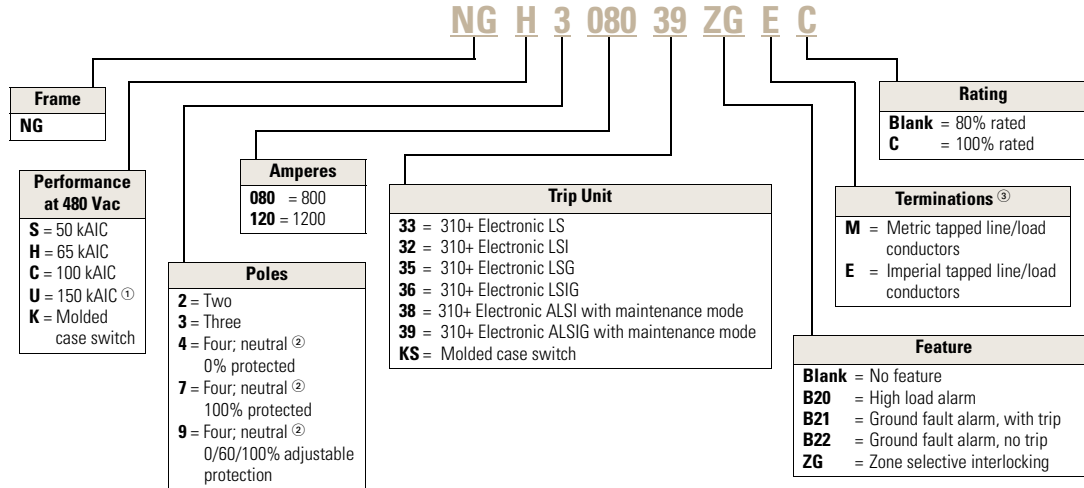 NG H 3 080 39 ZG E C
Frame
NG
Performance
at 480 Vac
S = 50 kAIC
H = 65 kAIC
C = 100 kAIC
U = 150 kAIC ①
K = Molded
case switch
Poles
2 = Two
3 = Three
4 = Four; neutral ②
0% protected
7 = Four; neutral ②
100% protected
9 = Four; neutral ②
0/60/100% adjustable
protection
Amperes
080 = 800
120 = 1200
Trip Unit
33 = 310+ Electronic LS
32 = 310+ Electronic LSI
35 = 310+ Electronic LSG
36 = 310+ Electronic LSIG
38 = 310+ Electronic ALSI with maintenance mode
39 = 310+ Electronic ALSIG with maintenance mode
KS = Molded case switch
Rating
Blank = 80% rated
C = 100% rated
Terminations ③
M = Metric tapped line/load
conductors
E = Imperial tapped line/load
conductors
Feature
Blank = No feature
B20 = High load alarm
B21 = Ground fault alarm, with trip
B22 = Ground fault alarm, no trip
ZG = Zone selective interlocking